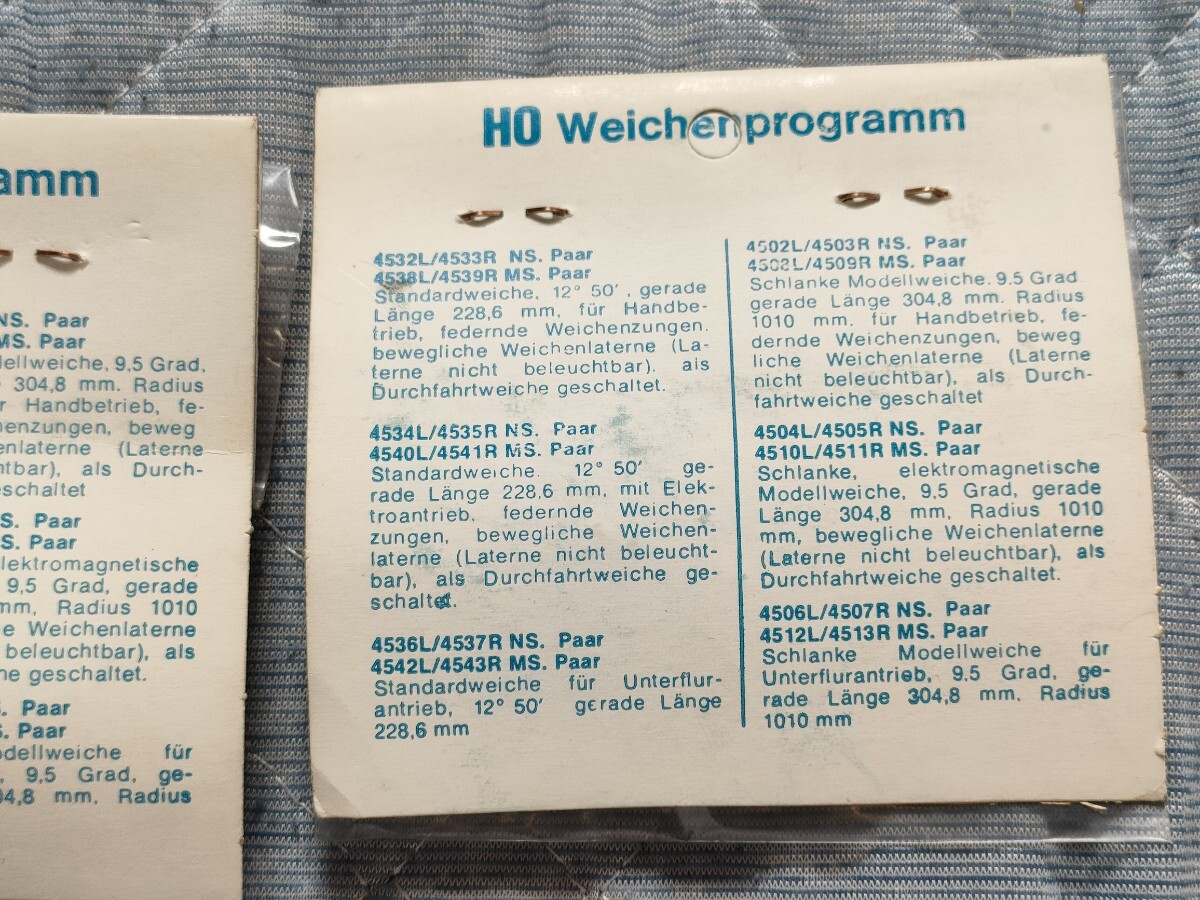 amm
NS. Paar
MS. Paar
dellweiche, 9.5 Grad,
304,8 mm. Radius
r Handbetrieb, fe-
henzungen, beweg
enlaterne (Laterne
htbar), als Durch-
eschaltet
S. Paar
S. Paar
elektromagnetische
9,5 Grad, gerade
mm, Radius 1010
e Weichenlaterne
beleuchtbar), als
he geschaltet.
. Paar
. Paar
odellweiche für
, 9.5 Grad, ge-
04,8 mm. Radius
HO Weichenprogramm
4532L/4533R NS. Paar
4538L/4539R MS. Paar
Standardweiche, 12° 50′, gerade
Länge 228,6 mm, für Handbe-
trieb, federnde Weichenzungen.
bewegliche Weichenlaterne (La-
terne nicht beleuchtbar), als
Durchfahrtweiche geschaltet.
4534L/4535R NS. Paar
4540L/4541R MS. Paar
Standardweiche. 12° 50′ ge-
rade Länge 228,6 mm, mit Elek-
troantrieb, federnde Weichen-
zungen, bewegliche Weichen-
laterne (Laterne nicht beleucht-
bar), als Durchfahrtweiche ge-
schaltet.
4536L/4537R NS. Paar
4542L/4543R MS. Paar
Standardweiche für Unterflur-
antrieb, 12° 50′ gerade Länge
228,6 mm
4502L/4503R NS. Paar
4508L/4509R MS. Paar
Schlanke Modellweiche. 9.5 Grad
gerade Länge 304,8 mm. Radius
1010 mm. für Handbetrieb, fe-
dernde Weichenzungen, beweg
liche Weichenlaterne (Laterne
nicht beleuchtbar), als Durch-
fahrtweiche geschaltet
4504L/4505R NS. Paar
4510L/4511R MS. Paar
Schlanke, elektromagnetische
Modellweiche, 9,5 Grad, gerade
Länge 304,8 mm, Radius 1010
mm, bewegliche Weichenlaterne
(Laterne nicht beleuchtbar), als
Durchfahrtweiche geschaltet.
4506L/4507R NS. Paar
4512L/4513R MS. Paar
Schlanke Modellweiche für
Unterflurantrieb, 9.5 Grad, ge-
rade Länge 304,8 mm. Radius
1010 mm